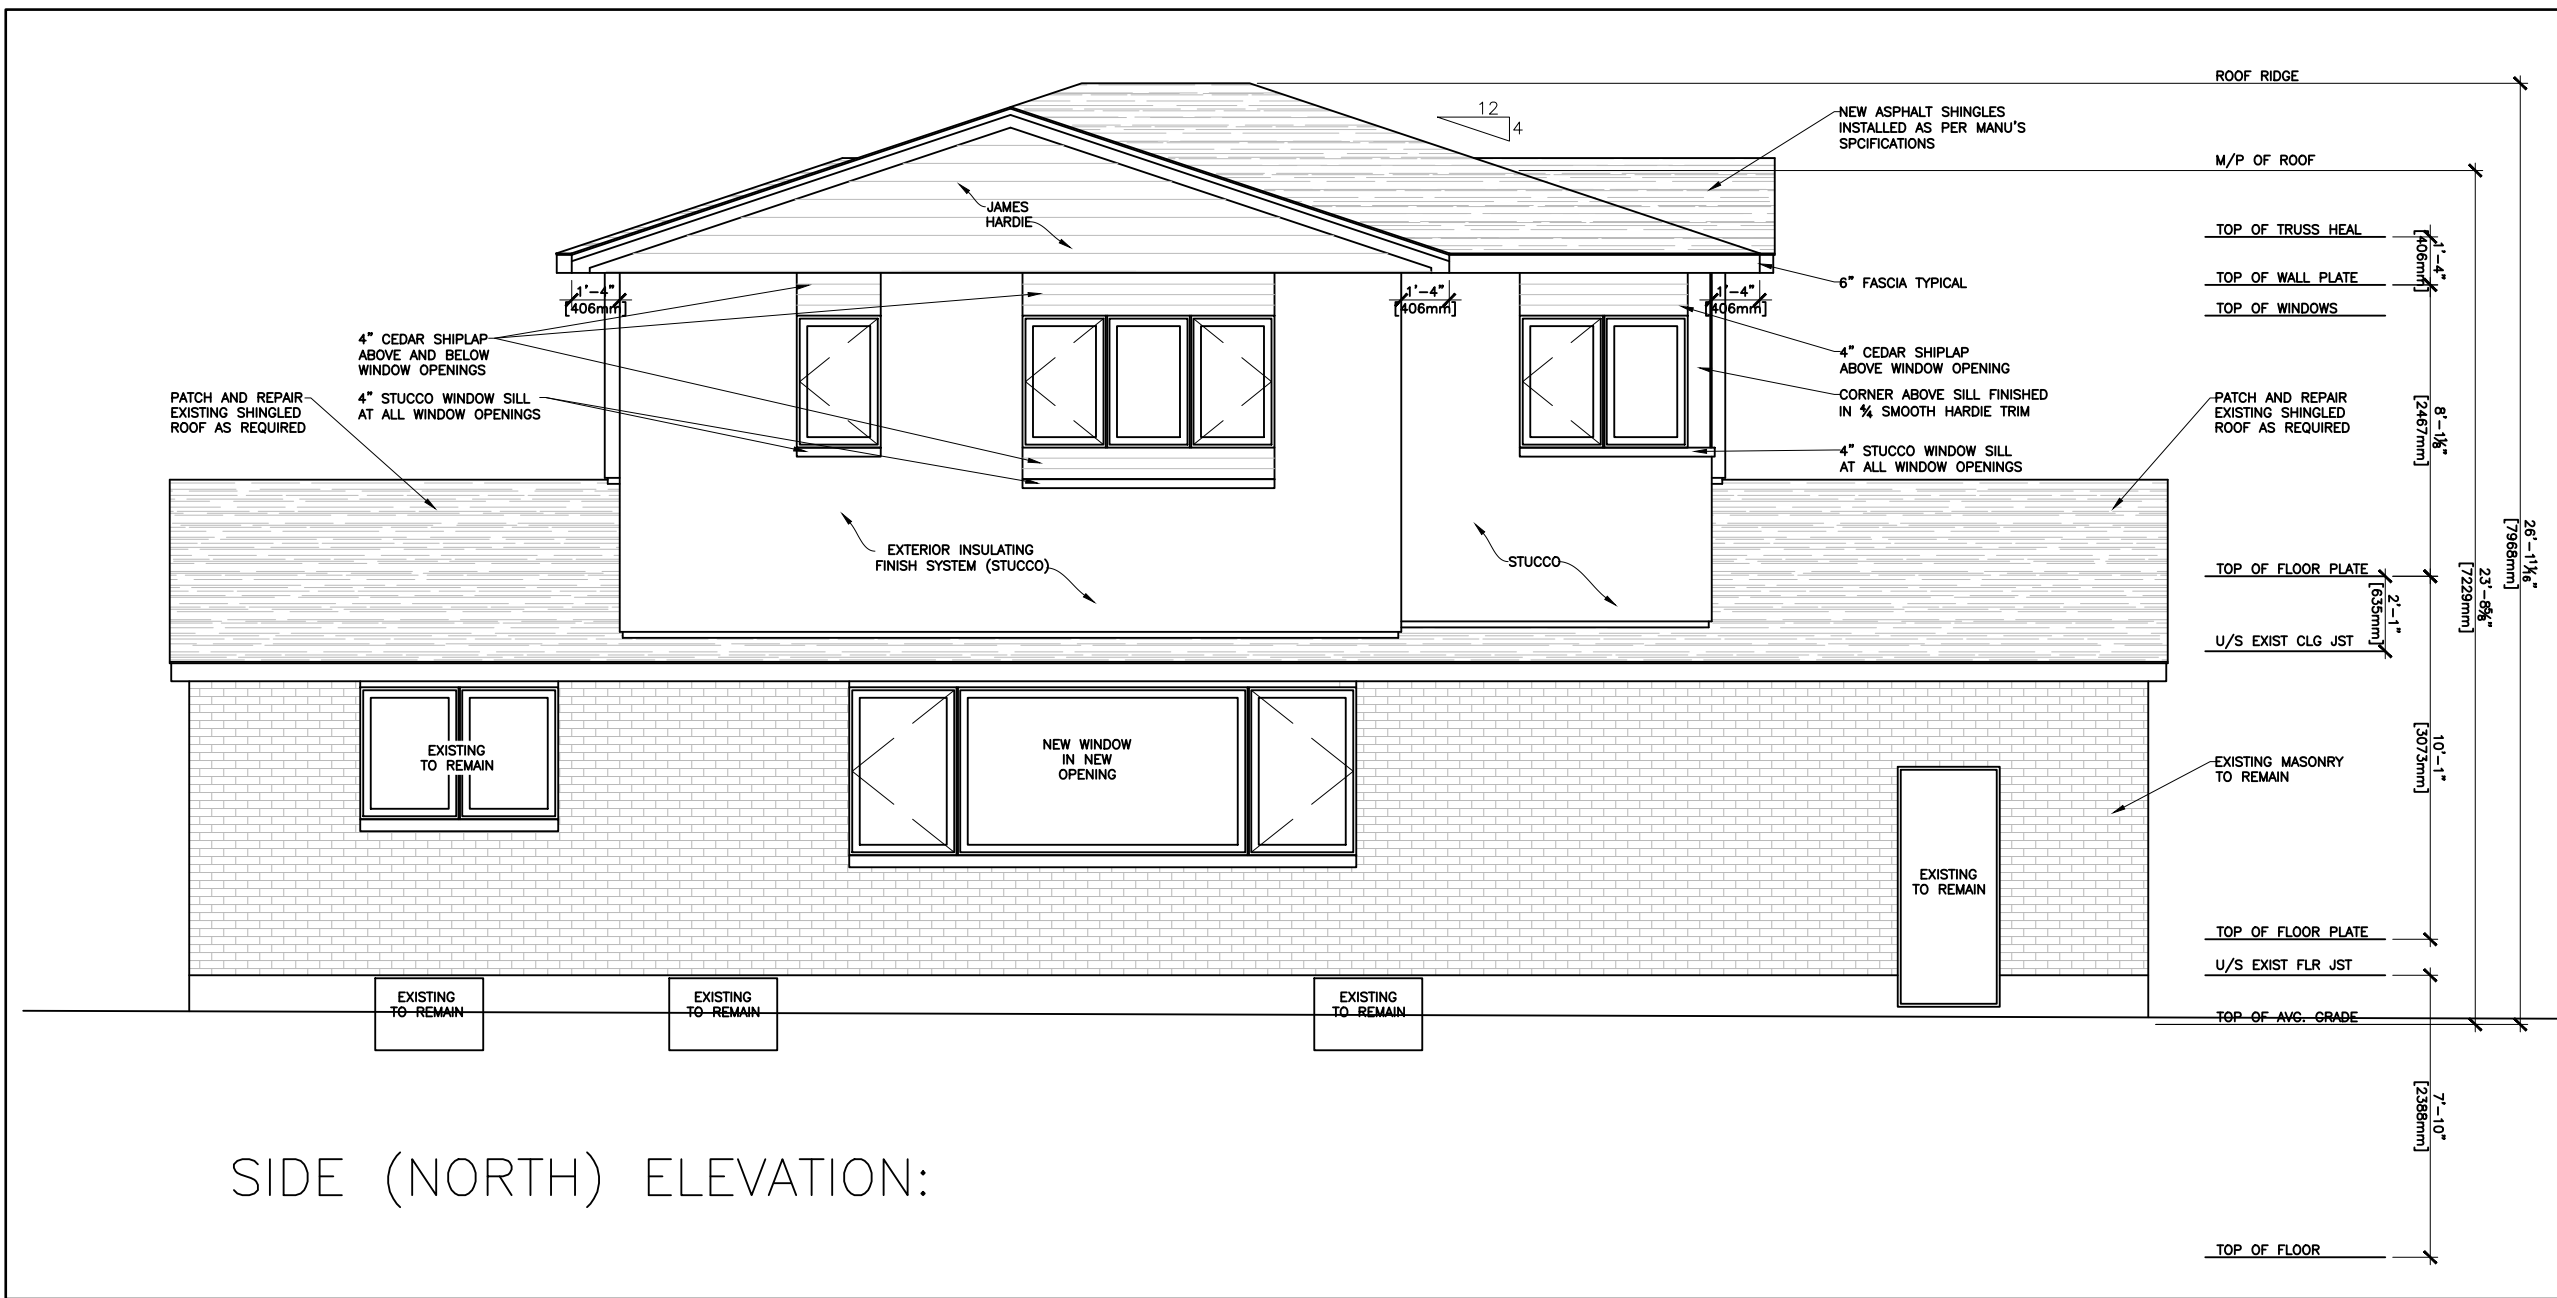 ROOF RIDGE
12
4
NEW ASPHALT SHINGLES
INSTALLED AS PER MANU'S
SPCIFICATIONS
M/P OF ROOF
JAMES
HARDIE
TOP OF TRUSS HEAL
1'-4"
[406mm]
TOP OF WALL PLATE
6" FASCIA TYPICAL
TOP OF WINDOWS
1'-4"
[406mm]
1'-4"
[406mm]
1'-4"
[406mm]
4" CEDAR SHIPLAP
ABOVE AND BELOW
WINDOW OPENINGS
4" CEDAR SHIPLAP
ABOVE WINDOW OPENING
PATCH AND REPAIR
EXISTING SHINGLED
ROOF AS REQUIRED
4" STUCCO WINDOW SILL
AT ALL WINDOW OPENINGS
CORNER ABOVE SILL FINISHED
IN 5/4 SMOOTH HARDIE TRIM
PATCH AND REPAIR
EXISTING SHINGLED
ROOF AS REQUIRED
4" STUCCO WINDOW SILL
AT ALL WINDOW OPENINGS
8'-1 1/8"
[2467mm]
EXTERIOR INSULATING
FINISH SYSTEM (STUCCO)
STUCCO
TOP OF FLOOR PLATE
26'-1 11/16"
[7968mm]
23'-8 5/8"
[7229mm]
2'-1"
[635mm]
U/S EXIST CLG JST
EXISTING
TO REMAIN
NEW WINDOW
IN NEW
OPENING
10'-1"
[3073mm]
EXISTING MASONRY
TO REMAIN
EXISTING
TO REMAIN
TOP OF FLOOR PLATE
U/S EXIST FLR JST
EXISTING
TO REMAIN
EXISTING
TO REMAIN
EXISTING
TO REMAIN
TOP OF AVG. GRADE
7'-10"
[2388mm]
SIDE (NORTH) ELEVATION:
TOP OF FLOOR